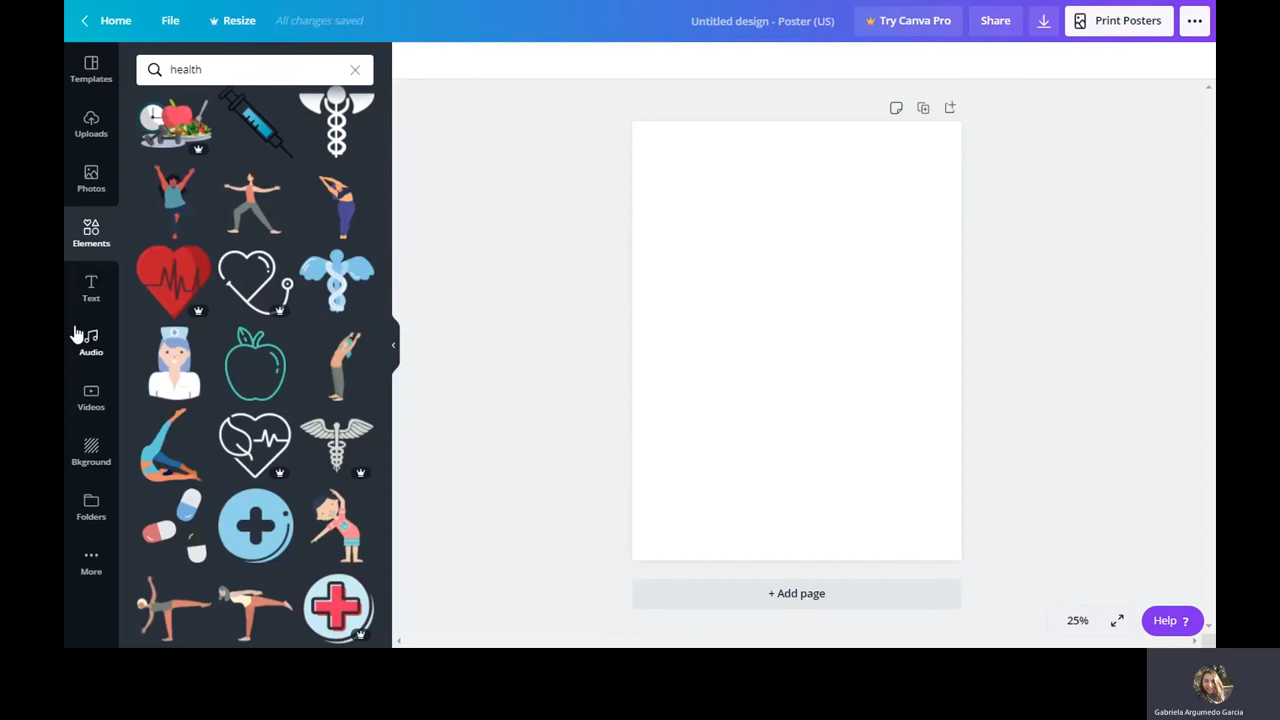 Home
File
Resize
All changes saved
Untitled design - Poster (US)
Try Canva Pro
Share
Print Posters
Templates
Uploads
Photos
Elements
Text
Audio
Videos
Bkground
Folders
More
health
+ Add page
25%
Help ?
Gabriela Argumedo Garcia